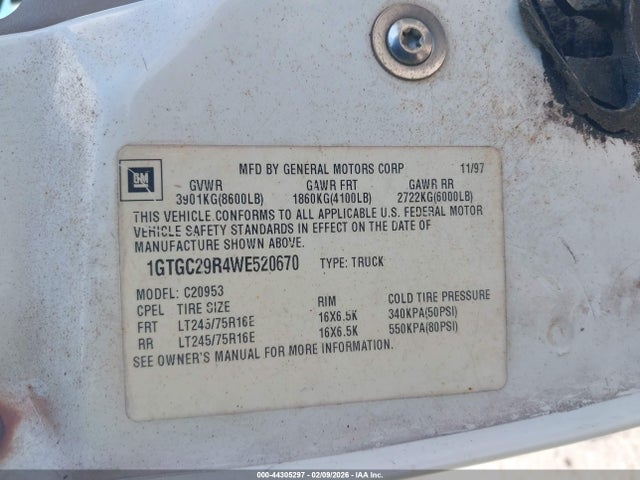 GM
MFD BY GENERAL MOTORS CORP 11/97
GVWR GAWR FRT GAWR RR
3901KG(8600LB) 1860KG(4100LB) 2722KG(6000LB)
THIS VEHICLE CONFORMS TO ALL APPLICABLE U.S. FEDERAL MOTOR
VEHICLE SAFETY STANDARDS IN EFFECT ON THE DATE OF
MANUFACTURE SHOWN ABOVE.
1GTGC29R4WE520670 TYPE: TRUCK
MODEL: C20953
CPEL TIRE SIZE RIM COLD TIRE PRESSURE
FRT LT245/75R16E 16X6.5K 340KPA(50PSI)
RR LT245/75R16E 16X6.5K 550KPA(80PSI)
SEE OWNER'S MANUAL FOR MORE INFORMATION.
000-44305297 - 02/09/2026 - IAA Inc.